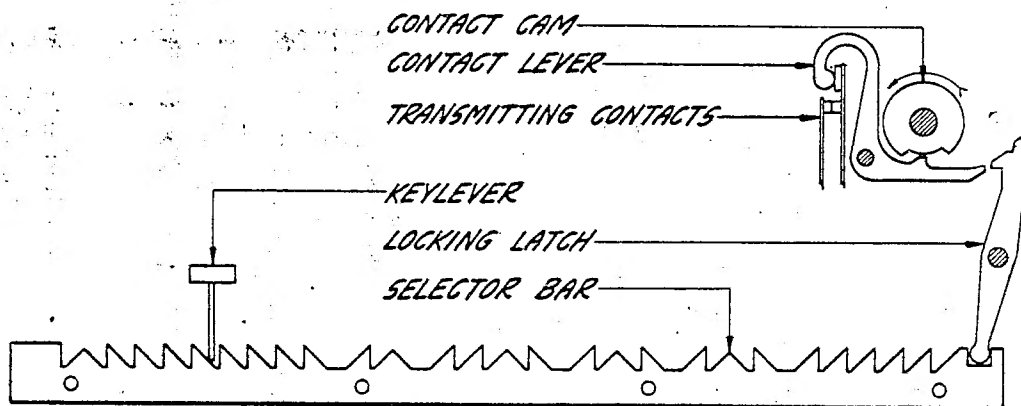 CONTACT CAM
CONTACT LEVER
TRANSMITTING CONTACTS
KEYLEVER
LOCKING LATCH
SELECTOR BAR